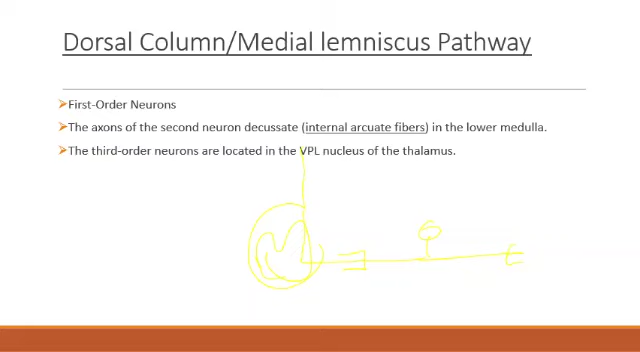 Dorsal Column/Medial lemniscus Pathway
First-Order Neurons
The axons of the second neuron decussate (internal arcuate fibers) in the lower medulla.
The third-order neurons are located in the VPL nucleus of the thalamus.